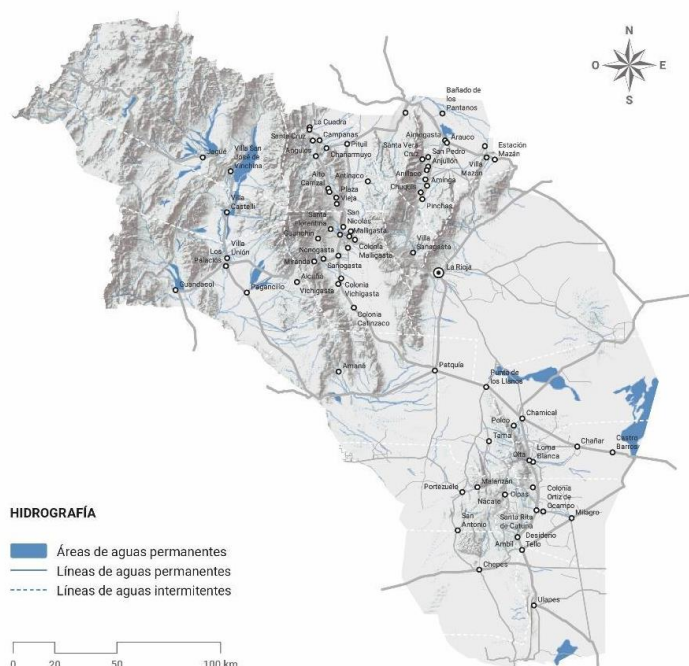 N
O
E
S
Bañado de
los
Pantanos
La Cuadra
Santa Cruz
Campanas
Pituil
Angulos
Chañarmuyo
Aimogasta
Arauco
Santa Vera
Cruz
San Pedro
Anjullón
Estación
Mazán
Villa
Mazán
Jagüé
Villa San
José de
Vinchina
Alto
Carrizal
Antinaco
Anillaco
Aminga
Chuquis
Plaza
Vieja
Pinchas
Villa
Castelli
Santa
Florentina
San
Nicolás
Malligasta
Guanchín
Colonia
Malligasta
Villa
Sanagasta
Villa
Unión
Los
Palacios
Nonogasta
Miranda
Sañogasta
La Rioja
Guandacol
Pagancillo
Aicuña
Vichigasta
Colonia
Vichigasta
Colonia
Catinzaco
Amaná
Patquía
Punta de
los Llanos
Chamical
Polco
Tama
Chañar
Castro
Barros
Olta
Loma
Blanca
Portezuelo
Malanzán
Nácate
Olpas
Colonia
Ortiz de
Ocampo
San
Antonio
Santa Rita
de Catuna
Milagro
Ambil
Desiderio
Tello
Chepes
Ulapes
HIDROGRAFÍA
Áreas de aguas permanentes
Líneas de aguas permanentes
Líneas de aguas intermitentes
0 20 50 100 km